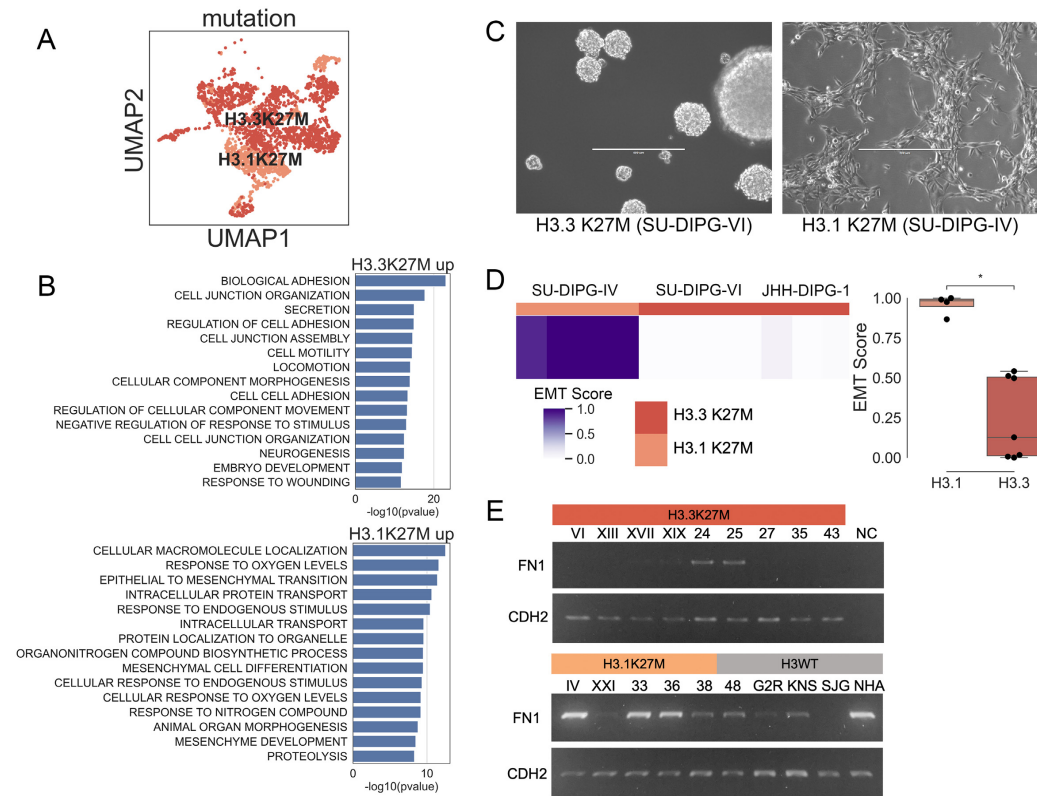 A
mutation
UMAP2
H3.3K27M
H3.1K27M
UMAP1
B
H3.3K27M up
BIOLOGICAL ADHESION
CELL JUNCTION ORGANIZATION
SECRETION
REGULATION OF CELL ADHESION
CELL JUNCTION ASSEMBLY
CELL MOTILITY
LOCOMOTION
CELLULAR COMPONENT MORPHOGENESIS
CELL CELL ADHESION
REGULATION OF CELLULAR COMPONENT MOVEMENT
NEGATIVE REGULATION OF RESPONSE TO STIMULUS
CELL CELL JUNCTION ORGANIZATION
NEUROGENESIS
EMBRYO DEVELOPMENT
RESPONSE TO WOUNDING
0 20
-log10(pvalue)
H3.1K27M up
CELLULAR MACROMOLECULE LOCALIZATION
RESPONSE TO OXYGEN LEVELS
EPITHELIAL TO MESENCHYMAL TRANSITION
INTRACELLULAR PROTEIN TRANSPORT
RESPONSE TO ENDOGENOUS STIMULUS
INTRACELLULAR TRANSPORT
PROTEIN LOCALIZATION TO ORGANELLE
ORGANONITROGEN COMPOUND BIOSYNTHETIC PROCESS
MESENCHYMAL CELL DIFFERENTIATION
CELLULAR RESPONSE TO ENDOGENOUS STIMULUS
CELLULAR RESPONSE TO OXYGEN LEVELS
RESPONSE TO NITROGEN COMPOUND
ANIMAL ORGAN MORPHOGENESIS
MESENCHYME DEVELOPMENT
PROTEOLYSIS
0 10
-log10(pvalue)
C
H3.3 K27M (SU-DIPG-VI)
H3.1 K27M (SU-DIPG-IV)
D
SU-DIPG-IV SU-DIPG-VI JHH-DIPG-1
EMT Score
1.0
0.5
0.0
H3.3 K27M
H3.1 K27M
*
EMT Score
1.00
0.75
0.50
0.25
0.00
H3.1 H3.3
E
H3.3K27M
VI XIII XVII XIX 24 25 27 35 43 NC
FN1
CDH2
H3.1K27M H3WT
IV XXI 33 36 38 48 G2R KNS SJG NHA
FN1
CDH2